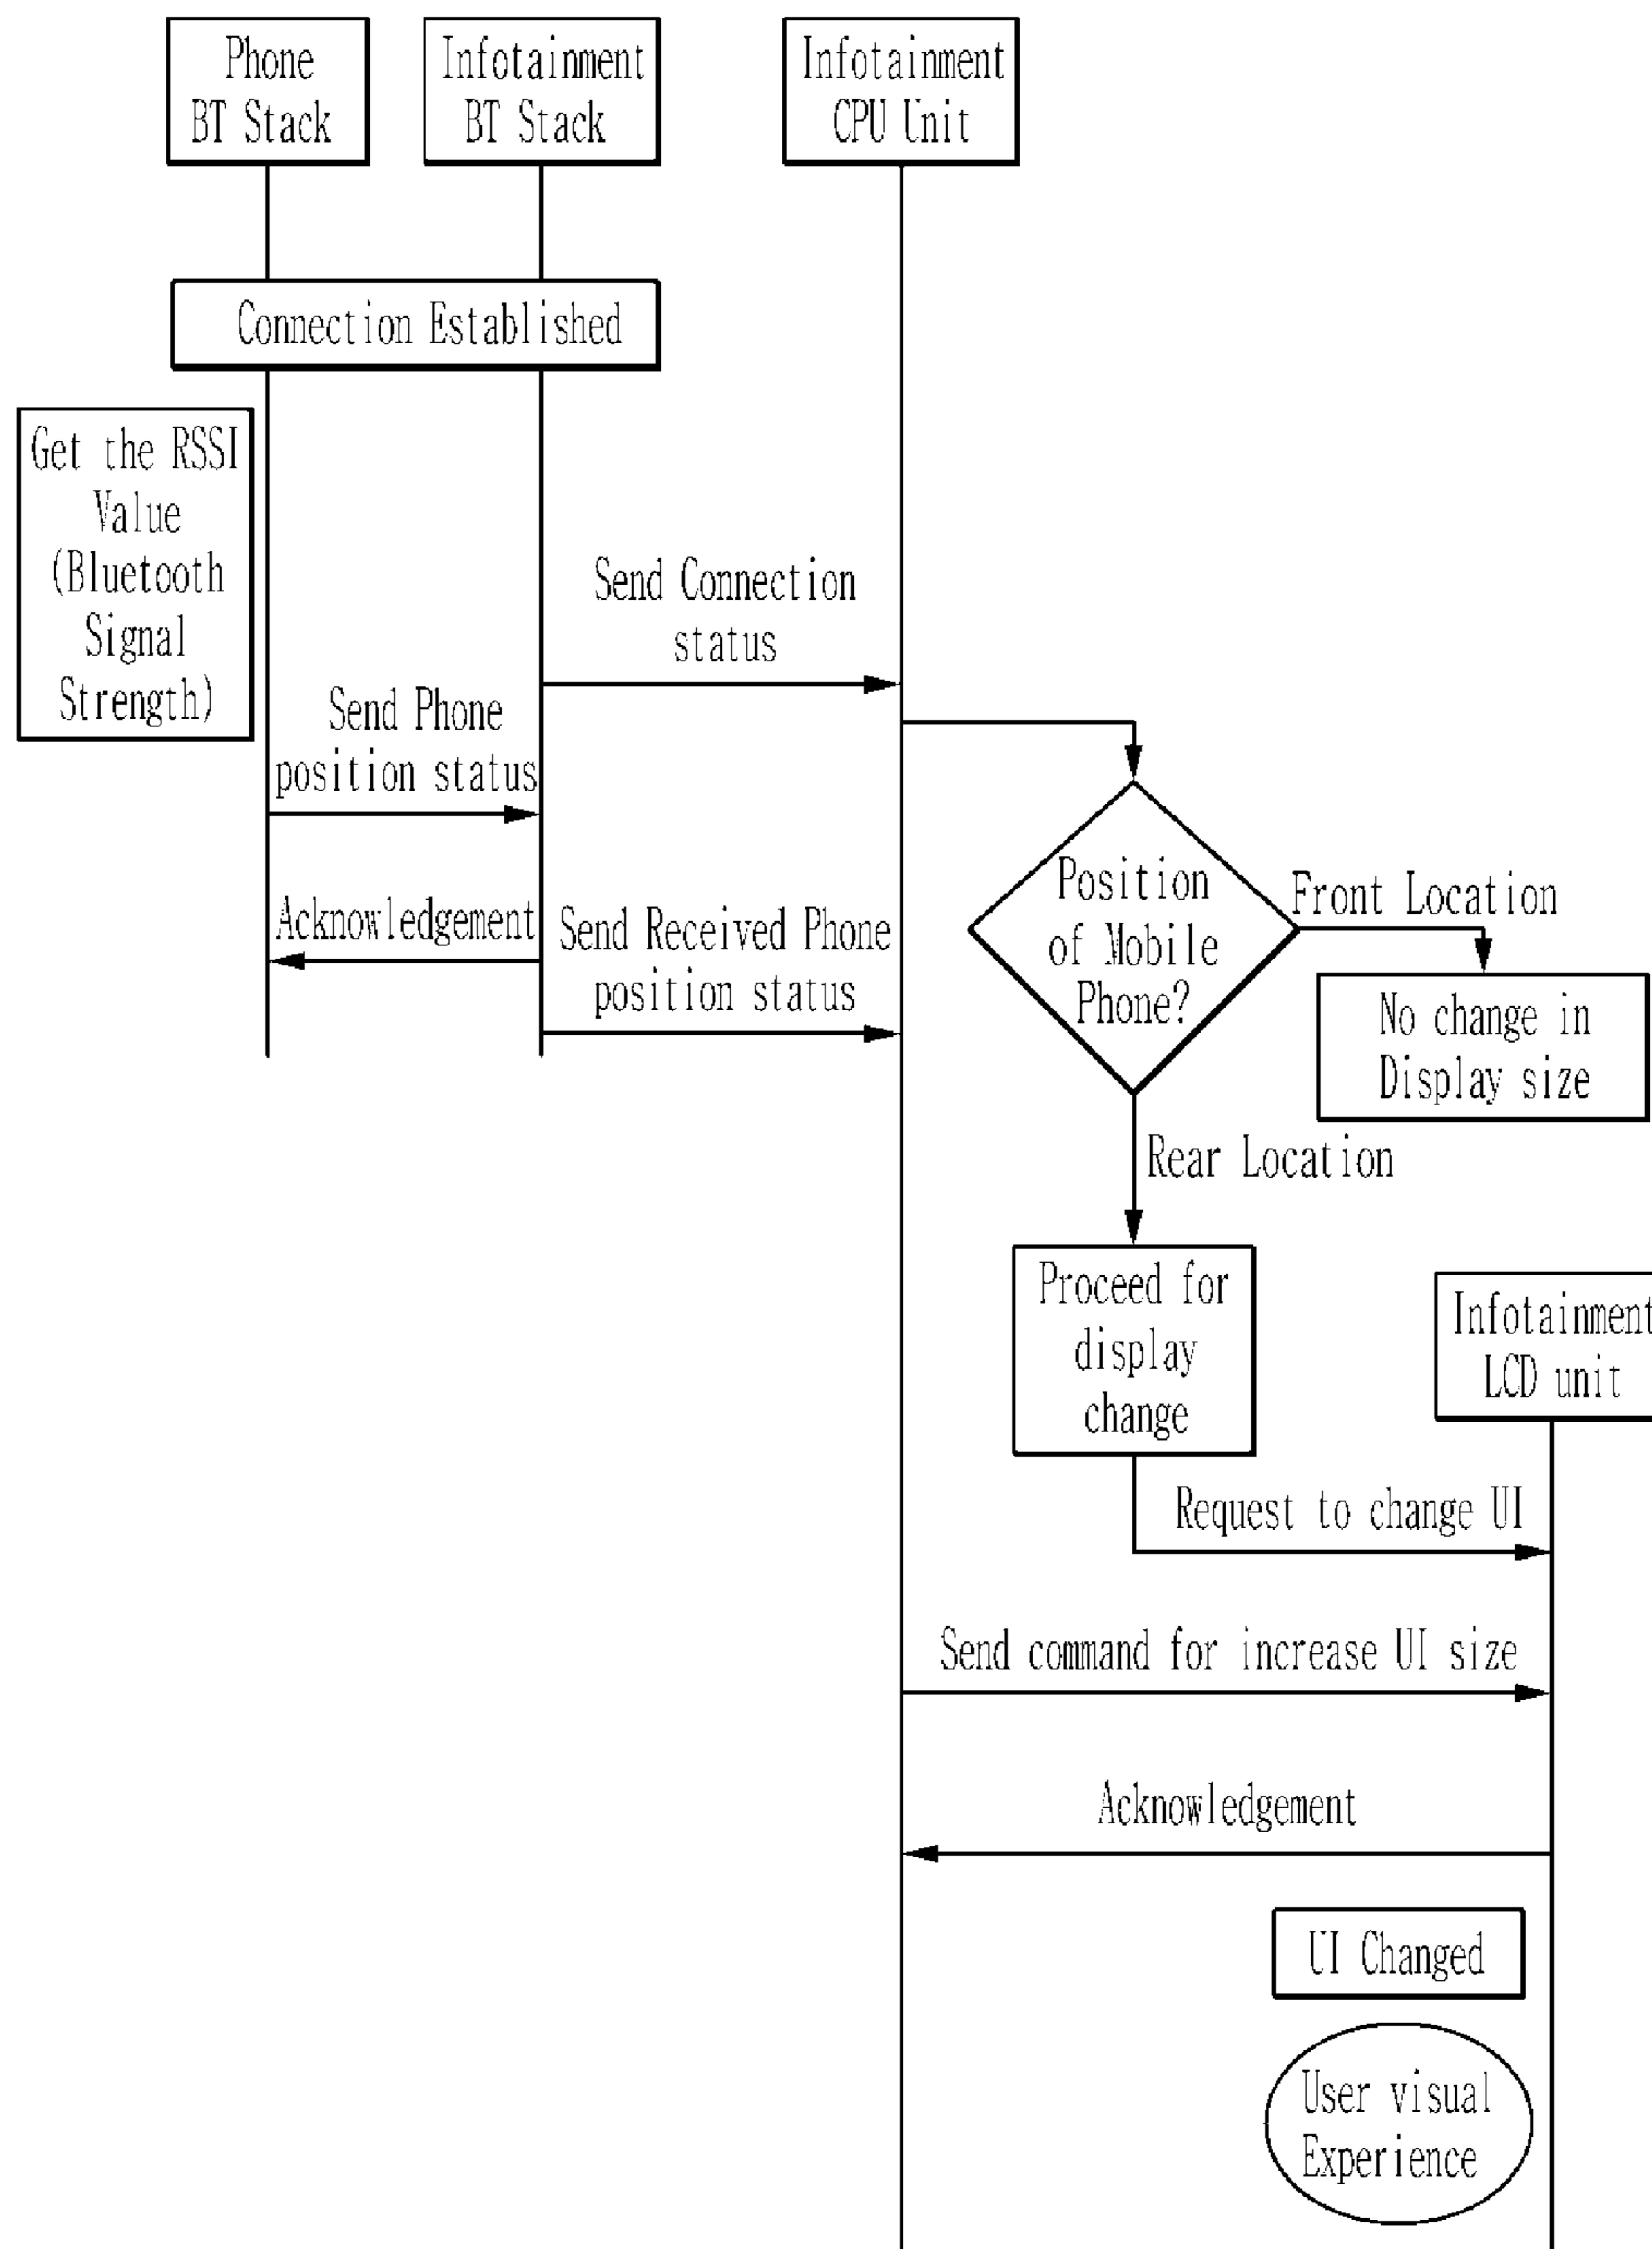 Phone
BT Stack
Infotainment
BT Stack
Infotainment
CPU Unit
Connection Established
Get the RSSI
Value
(Bluetooth
Signal
Strength)
Send Connection
status
Send Phone
position status
Acknowledgement
Send Received Phone
position status
Position
of Mobile
Phone?
Front Location
No change in
Display size
Rear Location
Proceed for
display
change
Infotainment
LCD unit
Request to change UI
Send command for increase UI size
Acknowledgement
UI Changed
User visual
Experience